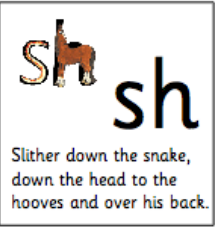 sh
sh
Slither down the snake,
down the head to the
hooves and over his back.